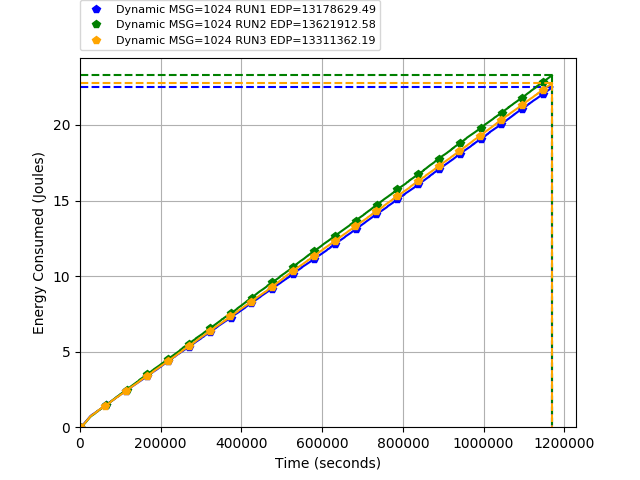 Dynamic MSG=1024 RUN1 EDP=13178629.49
Dynamic MSG=1024 RUN2 EDP=13621912.58
Dynamic MSG=1024 RUN3 EDP=13311362.19
Energy Consumed (Joules)
20
15
10
5
0
0 200000 400000 600000 800000 1000000 1200000
Time (seconds)